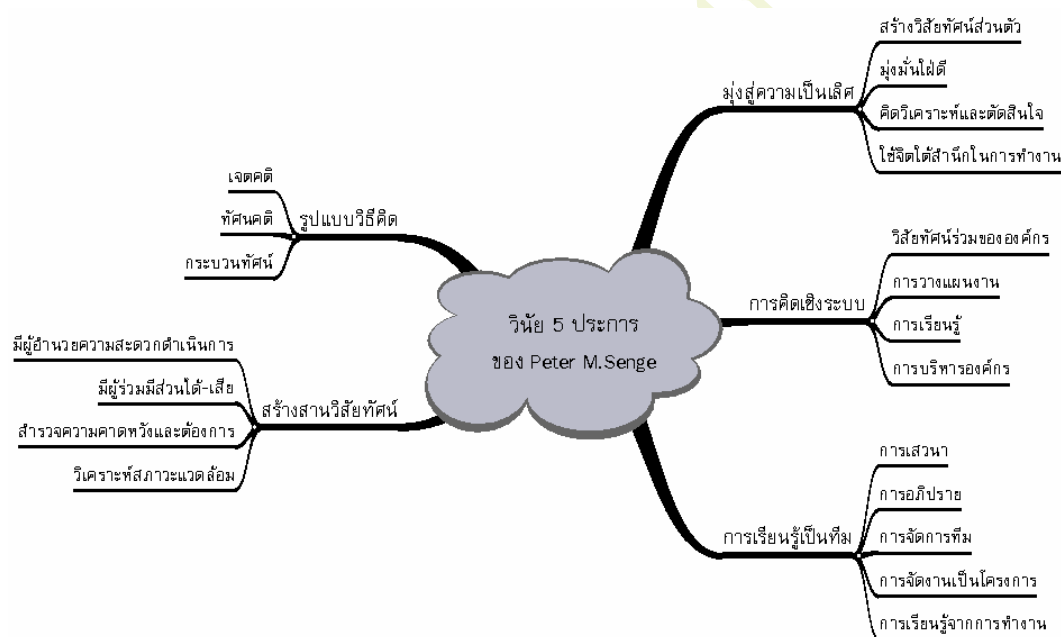 วินัย 5 ประการ
ของ Peter M.Senge
มุ่งสู่ความเป็นเลิศ
สร้างวิสัยทัศน์ส่วนตัว
มุ่งมั่นใฝ่ดี
คิดวิเคราะห์และตัดสินใจ
ใช้จิตใต้สำนึกในการทำงาน
การคิดเชิงระบบ
วิสัยทัศน์ร่วมขององค์กร
การวางแผนงาน
การเรียนรู้
การบริหารองค์กร
การเรียนรู้เป็นทีม
การเสวนา
การอภิปราย
การจัดการทีม
การจัดงานเป็นโครงการ
การเรียนรู้จากการทำงาน
รูปแบบวิธีคิด
เจตคติ
ทัศนคติ
กระบวนทัศน์
สร้างสานวิสัยทัศน์
มีผู้อำนวยความสะดวกดำเนินการ
มีผู้ร่วมมีส่วนได้-เสีย
สำรวจความคาดหวังและต้องการ
วิเคราะห์สภาวะแวดล้อม